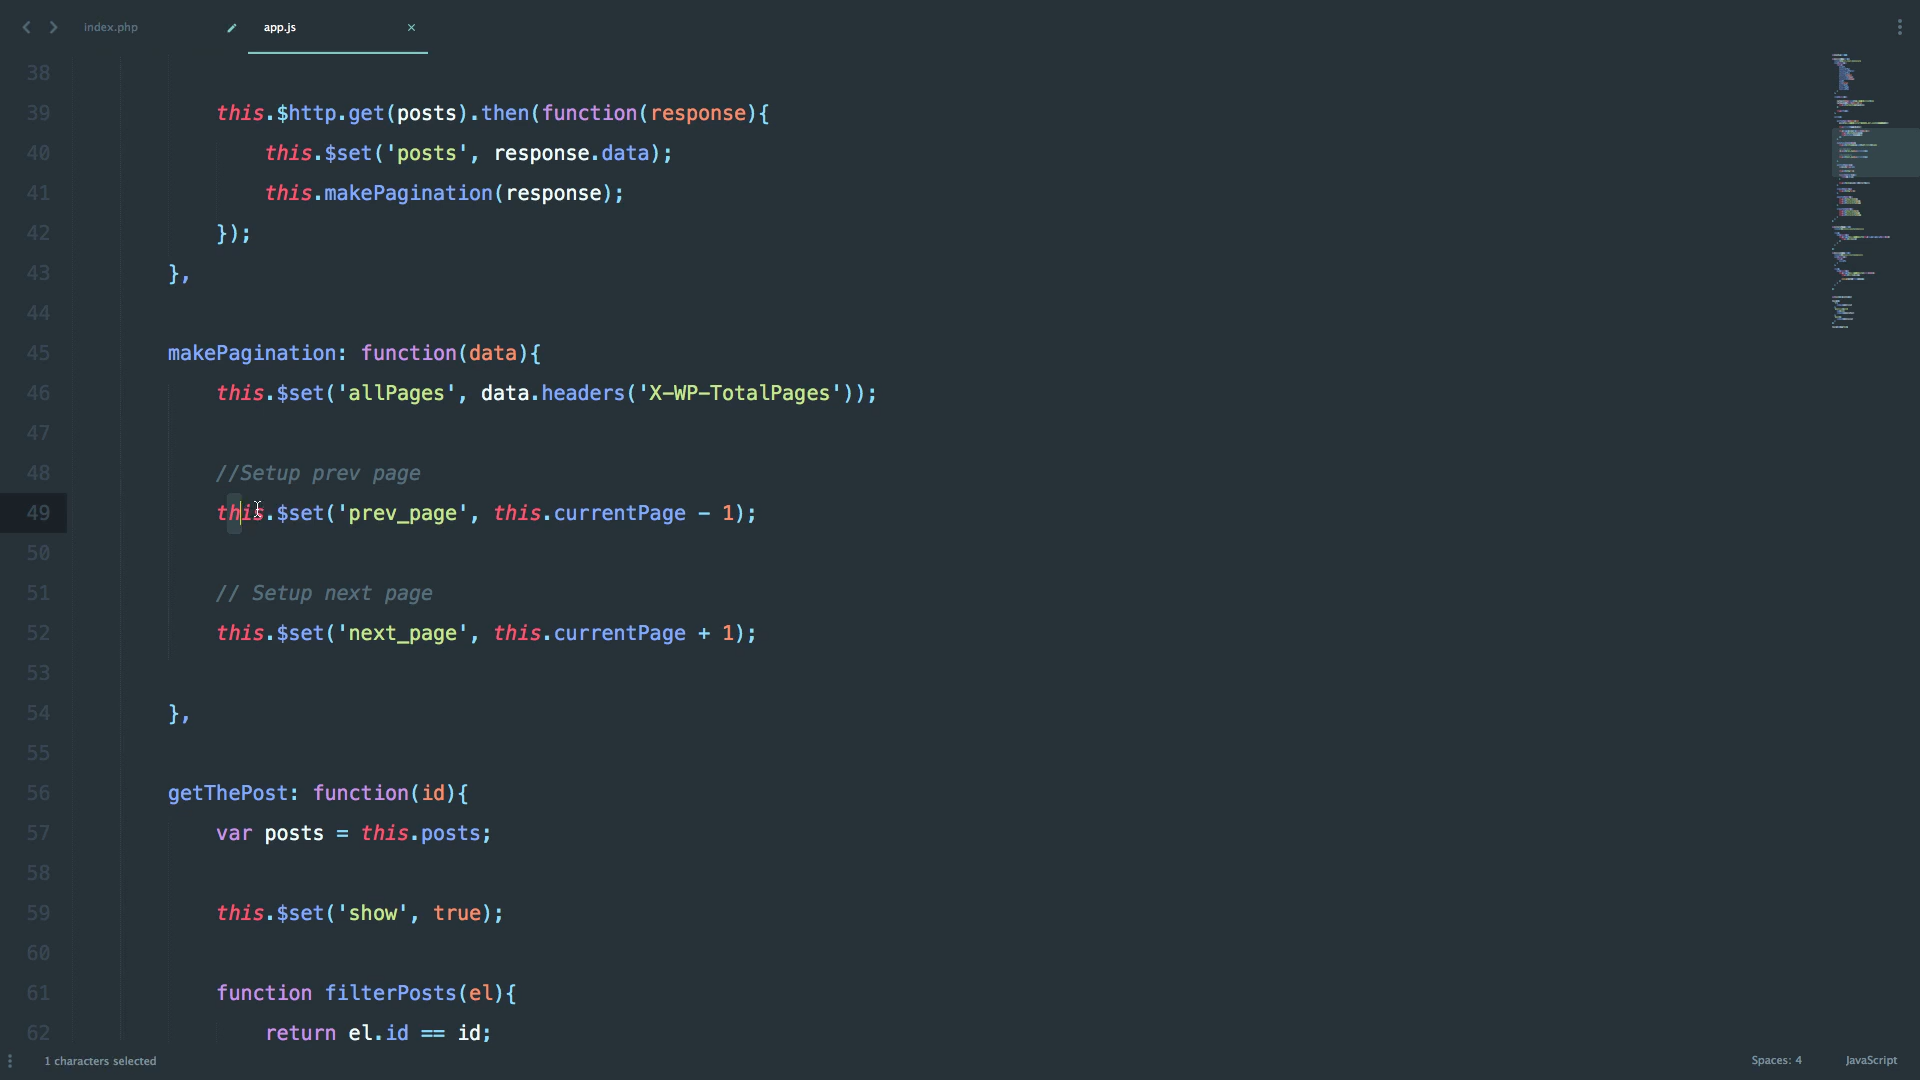 index.php
app.js
38
39 this.$http.get(posts).then(function(response){
40 this.$set('posts', response.data);
41 this.makePagination(response);
42 });
43 },
44
45 makePagination: function(data){
46 this.$set('allPages', data.headers('X-WP-TotalPages'));
47
48 //Setup prev page
49 this.$set('prev_page', this.currentPage - 1);
50
51 // Setup next page
52 this.$set('next_page', this.currentPage + 1);
53
54 },
55
56 getThePost: function(id){
57 var posts = this.posts;
58
59 this.$set('show', true);
60
61 function filterPosts(el){
62 return el.id == id;
1 characters selected
Spaces: 4
JavaScript